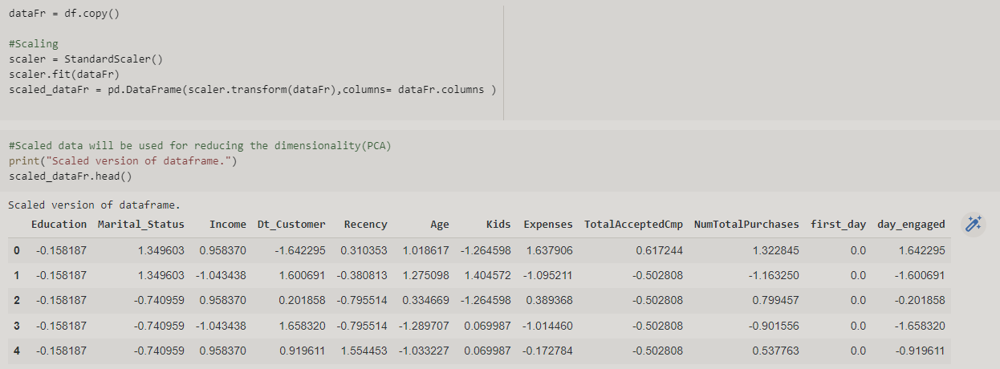 dataFr = df.copy()
#Scaling
scaler = StandardScaler()
scaler.fit(dataFr)
scaled_dataFr = pd.DataFrame(scaler.transform(dataFr),columns= dataFr.columns )
#Scaled data will be used for reducing the dimensionality(PCA)
print("Scaled version of dataframe.")
scaled_dataFr.head()
Scaled version of dataframe.
Education Marital_Status Income Dt_Customer Recency Age Kids Expenses TotalAcceptedCmp NumTotalPurchases first_day day_engaged
0 -0.158187 1.349603 0.958370 -1.642295 0.310353 1.018617 -1.264598 1.637906 0.617244 1.322845 0.0 1.642295
1 -0.158187 1.349603 -1.043438 1.600691 -0.380813 1.275098 1.404572 -1.095211 -0.502808 -1.163250 0.0 -1.600691
2 -0.158187 -0.740959 0.958370 0.201858 -0.795514 0.334669 -1.264598 0.389368 -0.502808 0.799457 0.0 -0.201858
3 -0.158187 -0.740959 -1.043438 1.658320 -0.795514 -1.289707 0.069987 -1.014460 -0.502808 -0.901556 0.0 -1.658320
4 -0.158187 -0.740959 0.958370 0.919611 1.554453 -1.033227 0.069987 -0.172784 -0.502808 0.537763 0.0 -0.919611